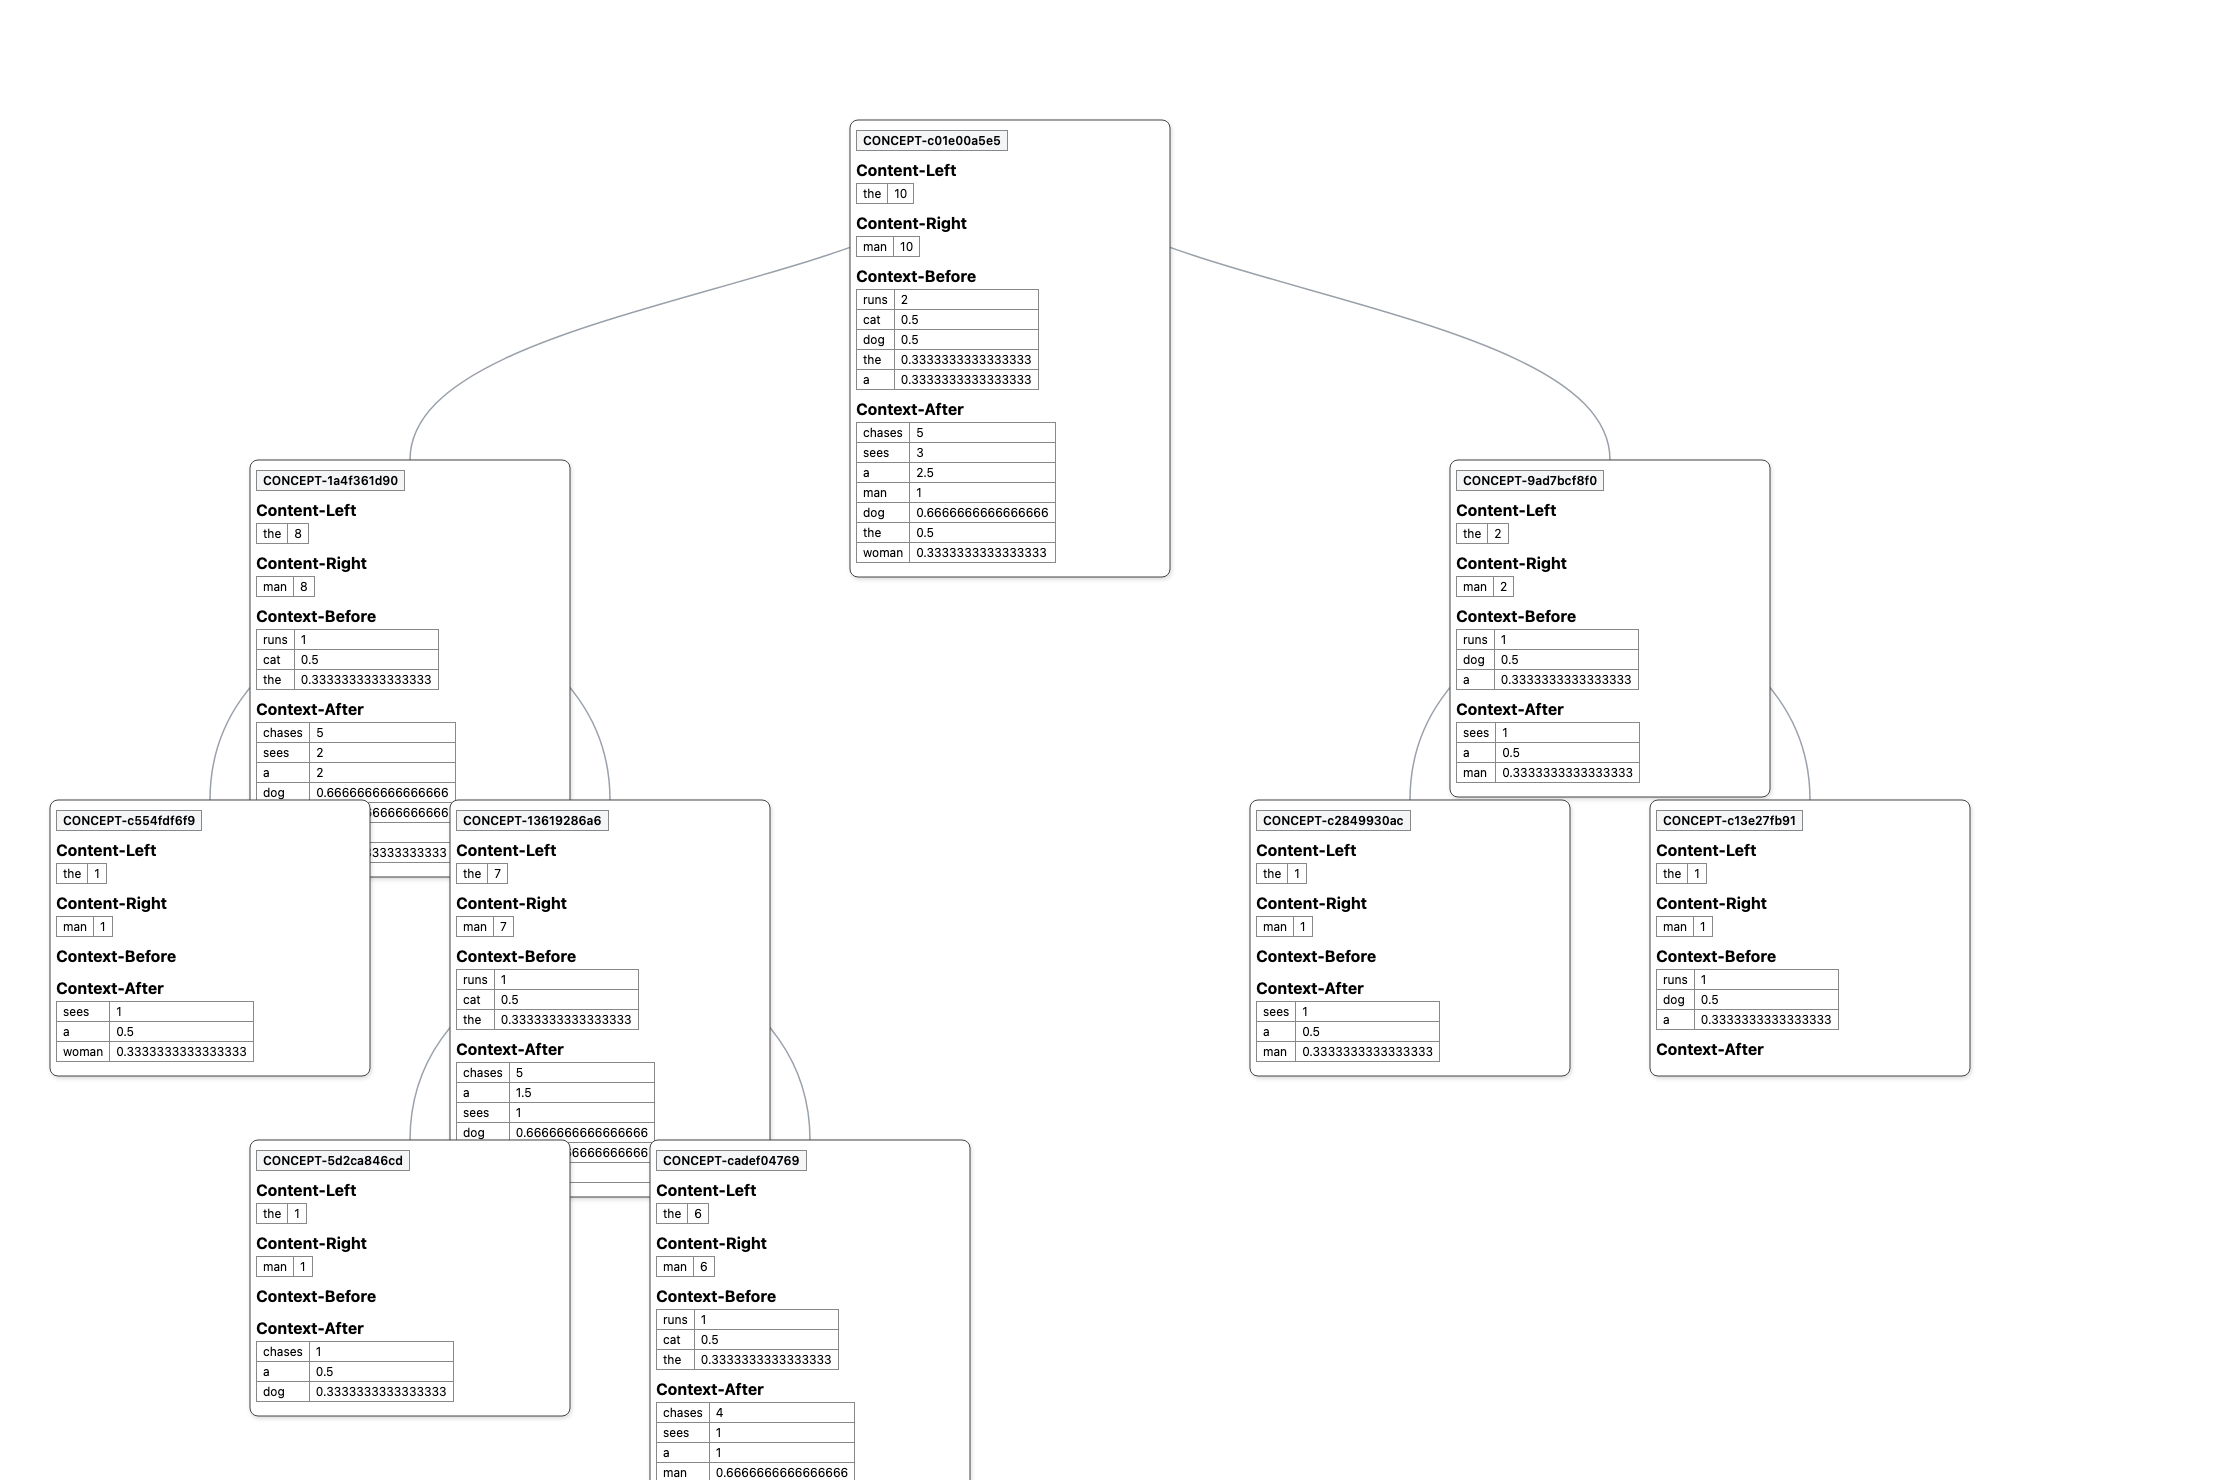 CONCEPT-c01e00a5e5
Content-Left
the 10
Content-Right
man 10
Context-Before
runs 2
cat 0.5
dog 0.5
the 0.3333333333333333
a 0.3333333333333333
Context-After
chases 5
sees 3
a 2.5
man 1
dog 0.6666666666666666
the 0.5
woman 0.3333333333333333
CONCEPT-1a4f361d90
Content-Left
the 8
Content-Right
man 8
Context-Before
runs 1
cat 0.5
the 0.3333333333333333
Context-After
chases 5
sees 2
a 2
dog 0.6666666666666666
CONCEPT-9ad7bcf8f0
Content-Left
the 2
Content-Right
man 2
Context-Before
runs 1
dog 0.5
a 0.3333333333333333
Context-After
sees 1
a 0.5
man 0.3333333333333333
CONCEPT-c554fdf6f9
Content-Left
the 1
Content-Right
man 1
Context-Before
Context-After
sees 1
a 0.5
woman 0.3333333333333333
CONCEPT-13619286a6
Content-Left
the 7
Content-Right
man 7
Context-Before
runs 1
cat 0.5
the 0.3333333333333333
Context-After
chases 5
a 1.5
sees 1
dog 0.6666666666666666
CONCEPT-c2849930ac
Content-Left
the 1
Content-Right
man 1
Context-Before
Context-After
sees 1
a 0.5
man 0.3333333333333333
CONCEPT-c13e27fb91
Content-Left
the 1
Content-Right
man 1
Context-Before
runs 1
dog 0.5
a 0.3333333333333333
Context-After
CONCEPT-5d2ca846cd
Content-Left
the 1
Content-Right
man 1
Context-Before
Context-After
chases 1
a 0.5
dog 0.3333333333333333
CONCEPT-cadef04769
Content-Left
the 6
Content-Right
man 6
Context-Before
runs 1
cat 0.5
the 0.3333333333333333
Context-After
chases 4
sees 1
a 1
man 0.6666666666666666